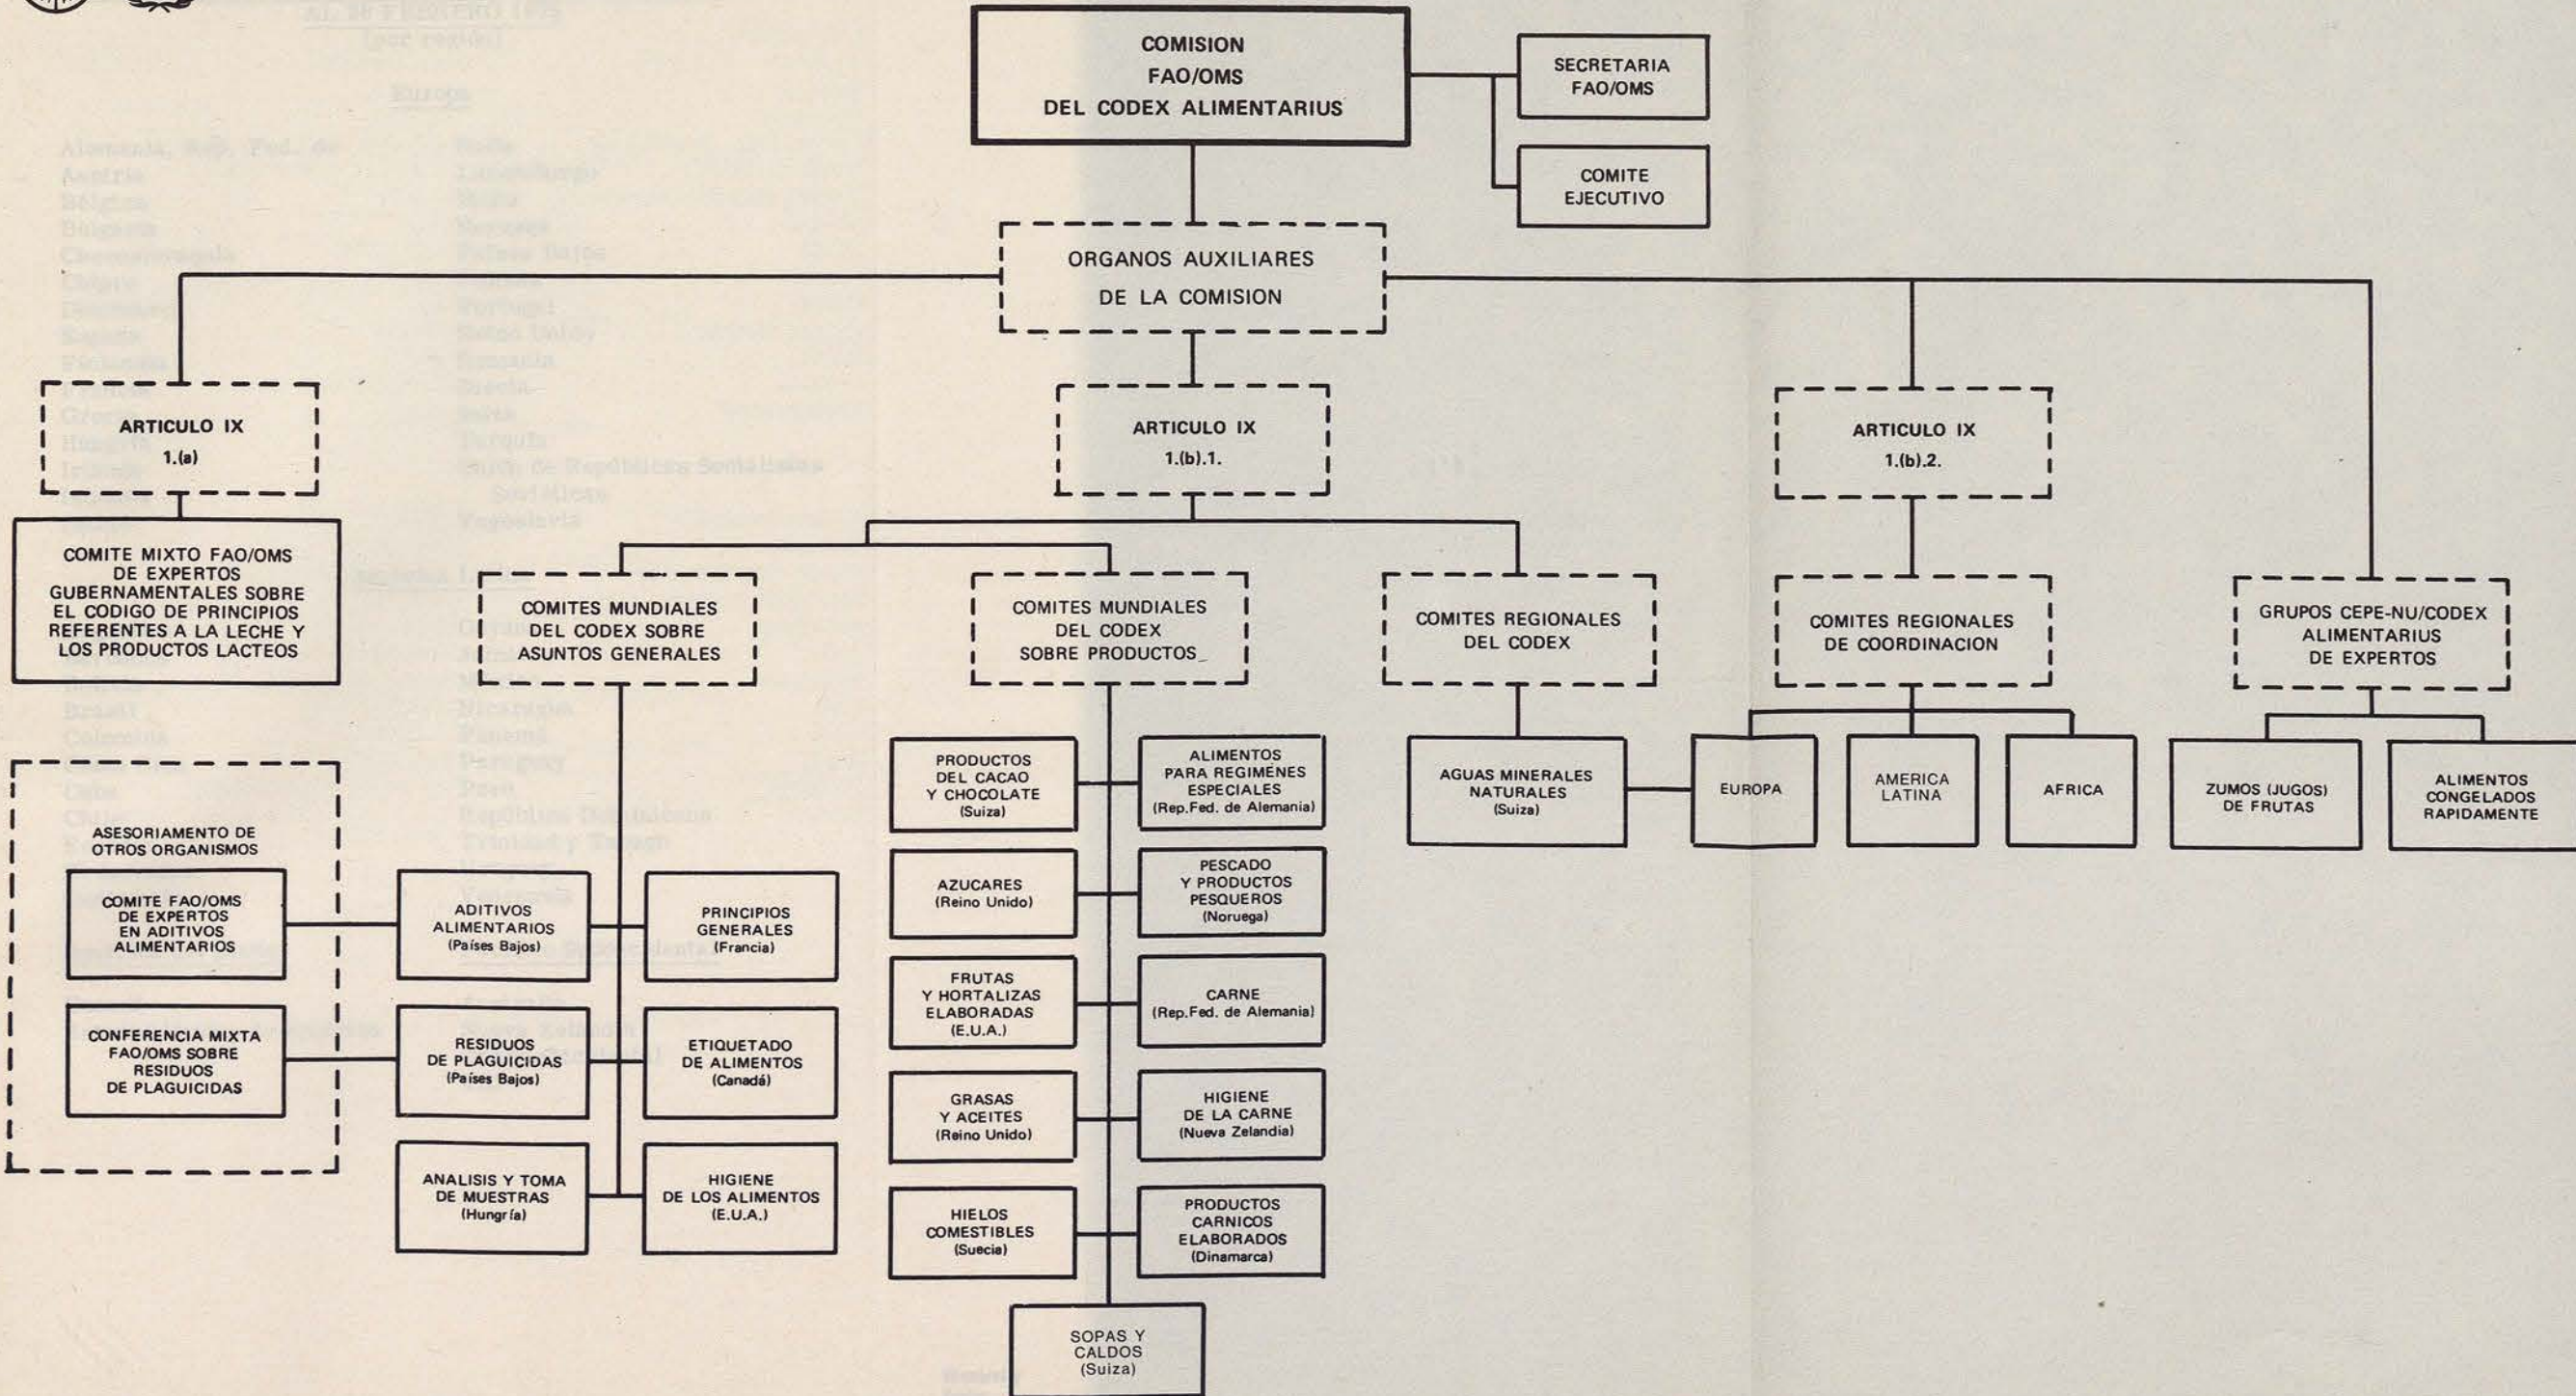 COMISION
FAO/OMS
DEL CODEX ALIMENTARIUS
SECRETARIA
FAO/OMS
COMITE
EJECUTIVO
ORGANOS AUXILIARES
DE LA COMISION
ARTICULO IX
1.(a)
ARTICULO IX
1.(b).1.
ARTICULO IX
1.(b).2.
COMITE MIXTO FAO/OMS
DE EXPERTOS
GUBERNAMENTALES SOBRE
EL CODIGO DE PRINCIPIOS
REFERENTES A LA LECHE Y
LOS PRODUCTOS LACTEOS
COMITES MUNDIALES
DEL CODEX SOBRE
ASUNTOS GENERALES
COMITES MUNDIALES
DEL CODEX
SOBRE PRODUCTOS
COMITES REGIONALES
DEL CODEX
COMITES REGIONALES
DE COORDINACION
GRUPOS CEPE-NU/CODEX
ALIMENTARIUS
DE EXPERTOS
ASESORIAMENTO DE
OTROS ORGANISMOS
COMITE FAO/OMS
DE EXPERTOS
EN ADITIVOS
ALIMENTARIOS
CONFERENCIA MIXTA
FAO/OMS SOBRE
RESIDUOS
DE PLAGUICIDAS
ADITIVOS
ALIMENTARIOS
(Países Bajos)
PRINCIPIOS
GENERALES
(Francia)
RESIDUOS
DE PLAGUICIDAS
(Países Bajos)
ETIQUETADO
DE ALIMENTOS
(Canadá)
ANALISIS Y TOMA
DE MUESTRAS
(Hungría)
HIGIENE
DE LOS ALIMENTOS
(E.U.A.)
PRODUCTOS
DEL CACAO
Y CHOCOLATE
(Suiza)
ALIMENTOS
PARA REGIMENES
ESPECIALES
(Rep.Fed. de Alemania)
AZUCARES
(Reino Unido)
PESCADO
Y PRODUCTOS
PESQUEROS
(Noruega)
FRUTAS
Y HORTALIZAS
ELABORADAS
(E.U.A.)
CARNE
(Rep.Fed. de Alemania)
GRASAS
Y ACEITES
(Reino Unido)
HIGIENE
DE LA CARNE
(Nueva Zelandia)
HIELOS
COMESTIBLES
(Suecia)
PRODUCTOS
CARNICOS
ELABORADOS
(Dinamarca)
SOPAS Y
CALDOS
(Suiza)
AGUAS MINERALES
NATURALES
(Suiza)
EUROPA
AMERICA
LATINA
AFRICA
ZUMOS (JUGOS)
DE FRUTAS
ALIMENTOS
CONGELADOS
RAPIDAMENTE